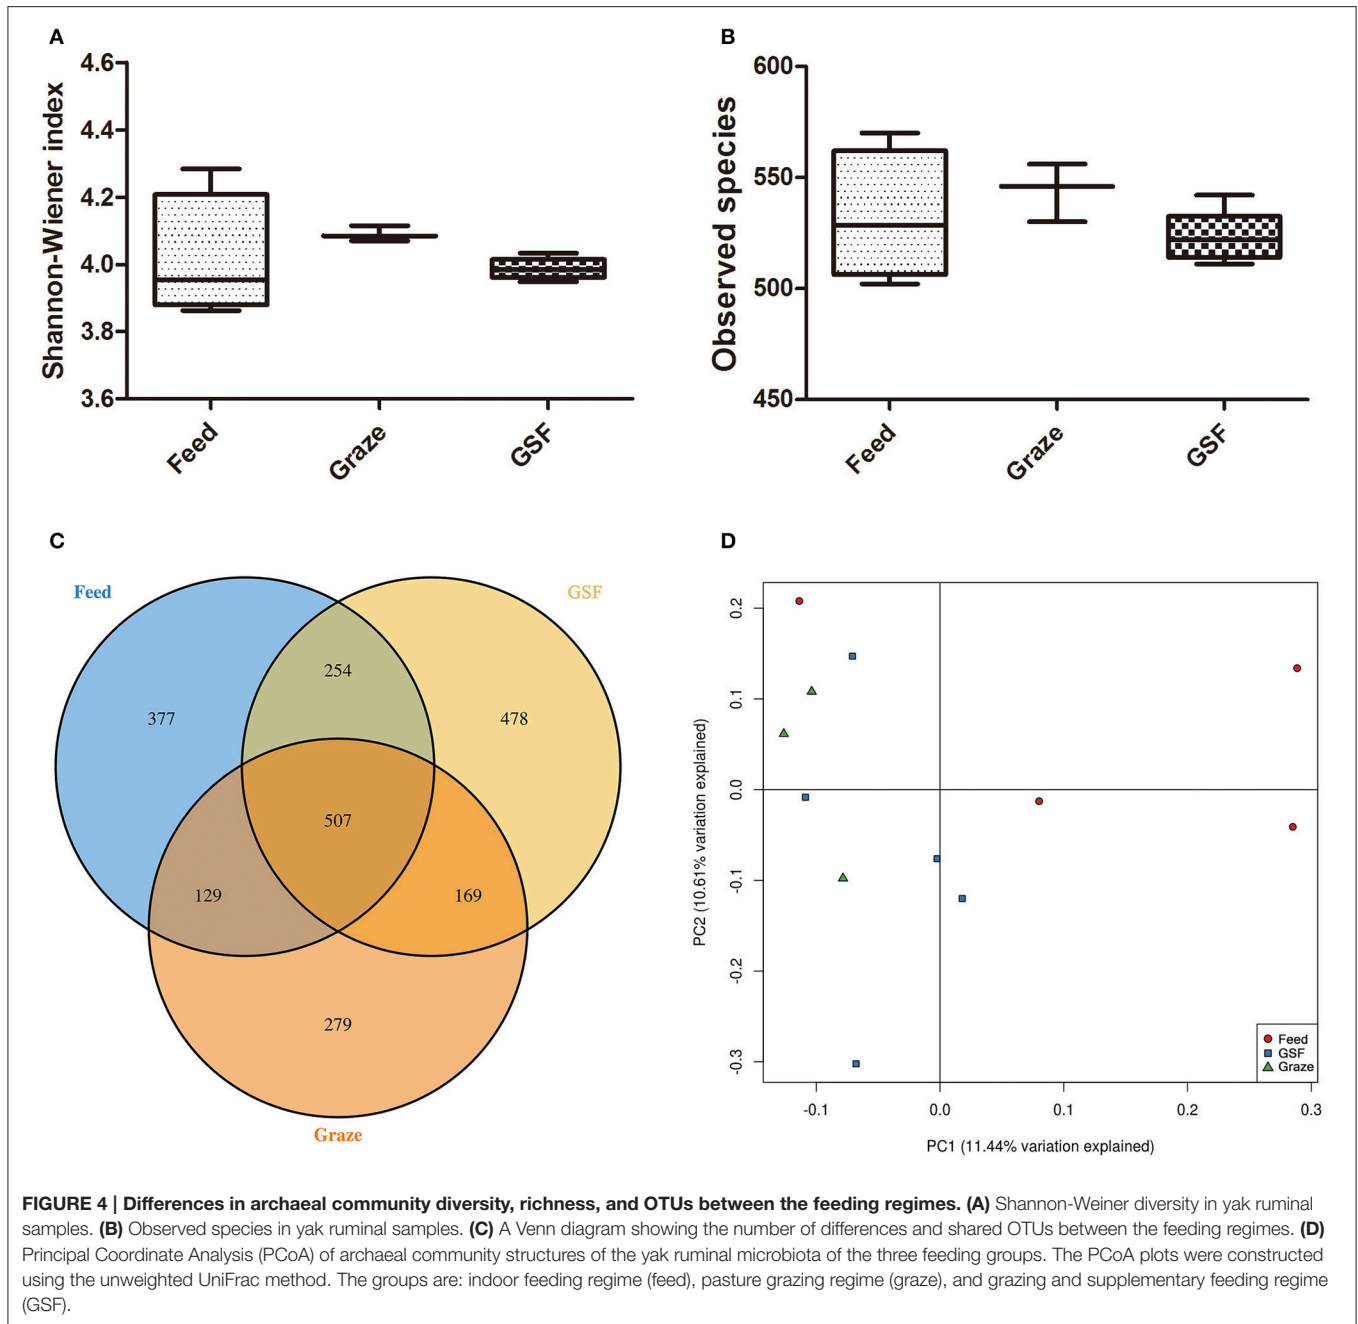 A
Shannon-Wiener index
4.6
4.4
4.2
4.0
3.8
3.6
Feed
Graze
GSF
B
Observed species
600
550
500
450
Feed
Graze
GSF
C
Feed
GSF
254
377
478
507
129
169
279
Graze
D
PC2 (10.61% variation explained)
0.2
0.1
0.0
-0.1
-0.2
-0.3
-0.1
0.0
0.1
0.2
0.3
PC1 (11.44% variation explained)
Feed
GSF
Graze
FIGURE 4 | Differences in archaeal community diversity, richness, and OTUs between the feeding regimes. (A) Shannon-Weiner diversity in yak ruminal
samples. (B) Observed species in yak ruminal samples. (C) A Venn diagram showing the number of differences and shared OTUs between the feeding regimes. (D)
Principal Coordinate Analysis (PCoA) of archaeal community structures of the yak ruminal microbiota of the three feeding groups. The PCoA plots were constructed
using the unweighted UniFrac method. The groups are: indoor feeding regime (feed), pasture grazing regime (graze), and grazing and supplementary feeding regime
(GSF).